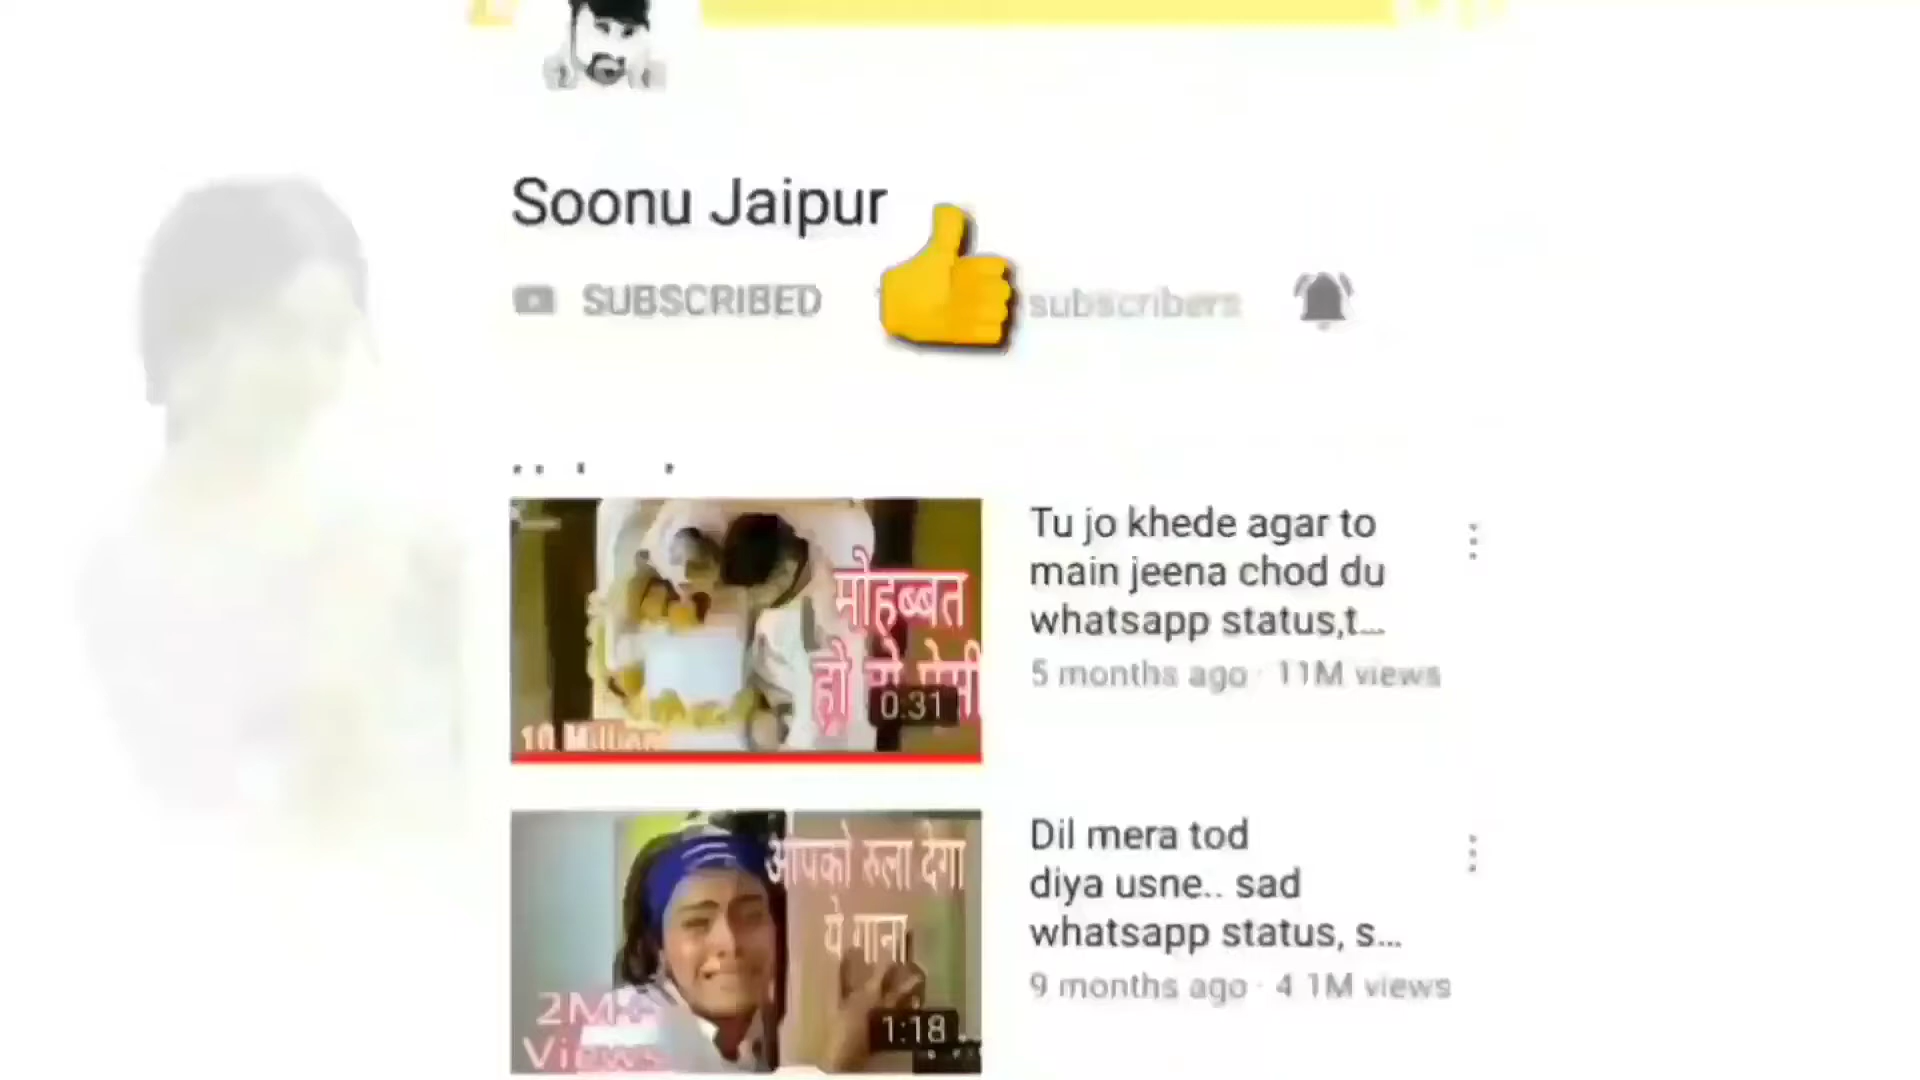 Soonu Jaipur
SUBSCRIBED
subscribers
मोहब्बत
हो तो ऐसी
0:31
10 Million
Tu jo khede agar to
main jeena chod du
whatsapp status,t...
5 months ago · 11M views
आपको रुला देगा
ये गाना
2M+
Views
1:18
Dil mera tod
diya usne.. sad
whatsapp status, s...
9 months ago · 4.1M views